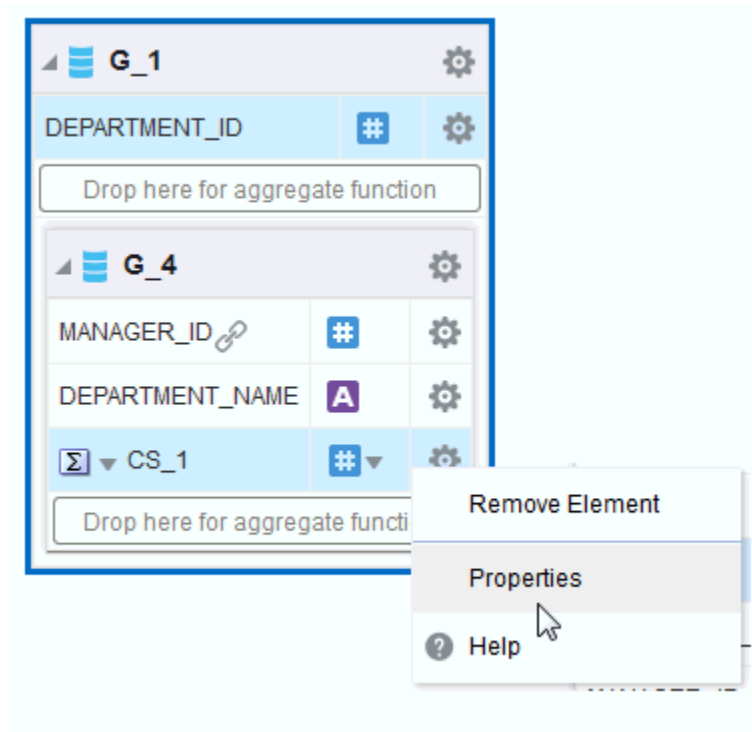 G_1
DEPARTMENT_ID
#
Drop here for aggregate function
G_4
MANAGER_ID
#
DEPARTMENT_NAME
A
Σ CS_1
#
Drop here for aggregate functi
Remove Element
Properties
? Help